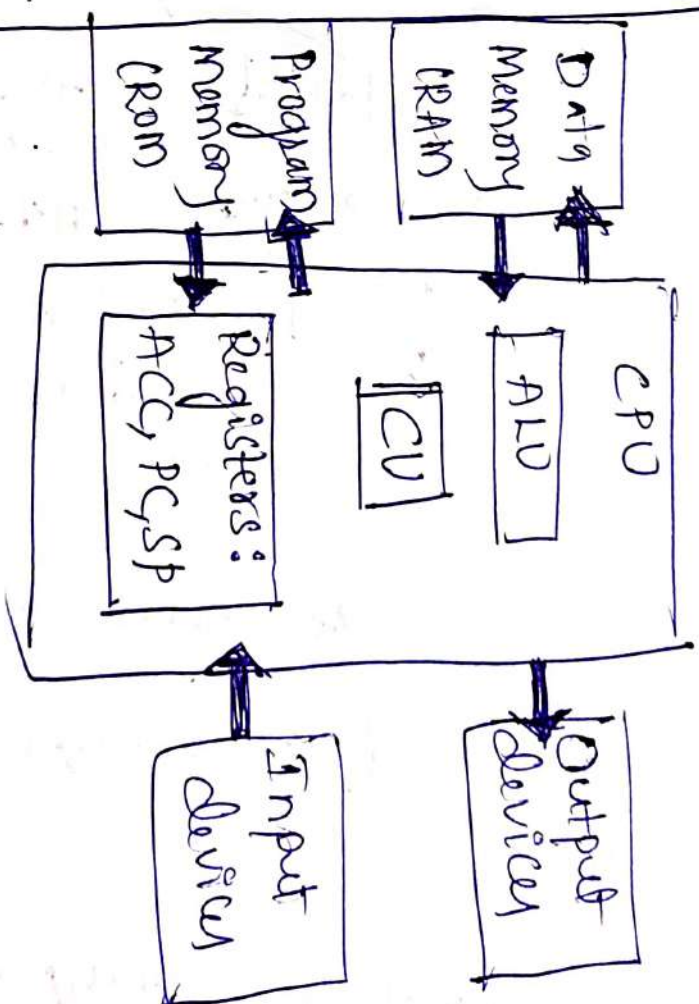 Data
Memory
(RAM
Program
Memory
(ROM
CPU
ALU
CU
Registers:
ACC, PC, SP
Output
devices
Input
devices